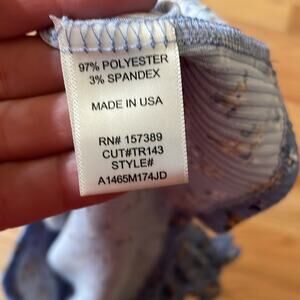 97% POLYESTER
3% SPANDEX
MADE IN USA
RN# 157389
CUT#TR143
STYLE#
A1465M174JD